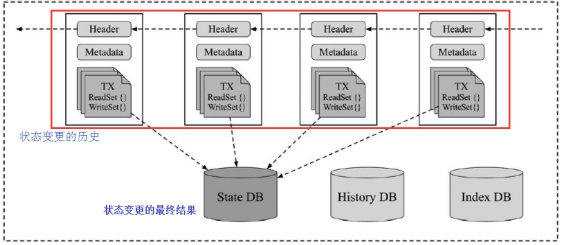 Header Header Header Header
Metadata Metadata Metadata Metadata
TX TX TX TX
ReadSet {} ReadSet {} ReadSet {} ReadSet {}
WriteSet{} WriteSet{} WriteSet{} WriteSet{}
状态变更的历史
状态变更的最终结果
State DB History DB Index DB